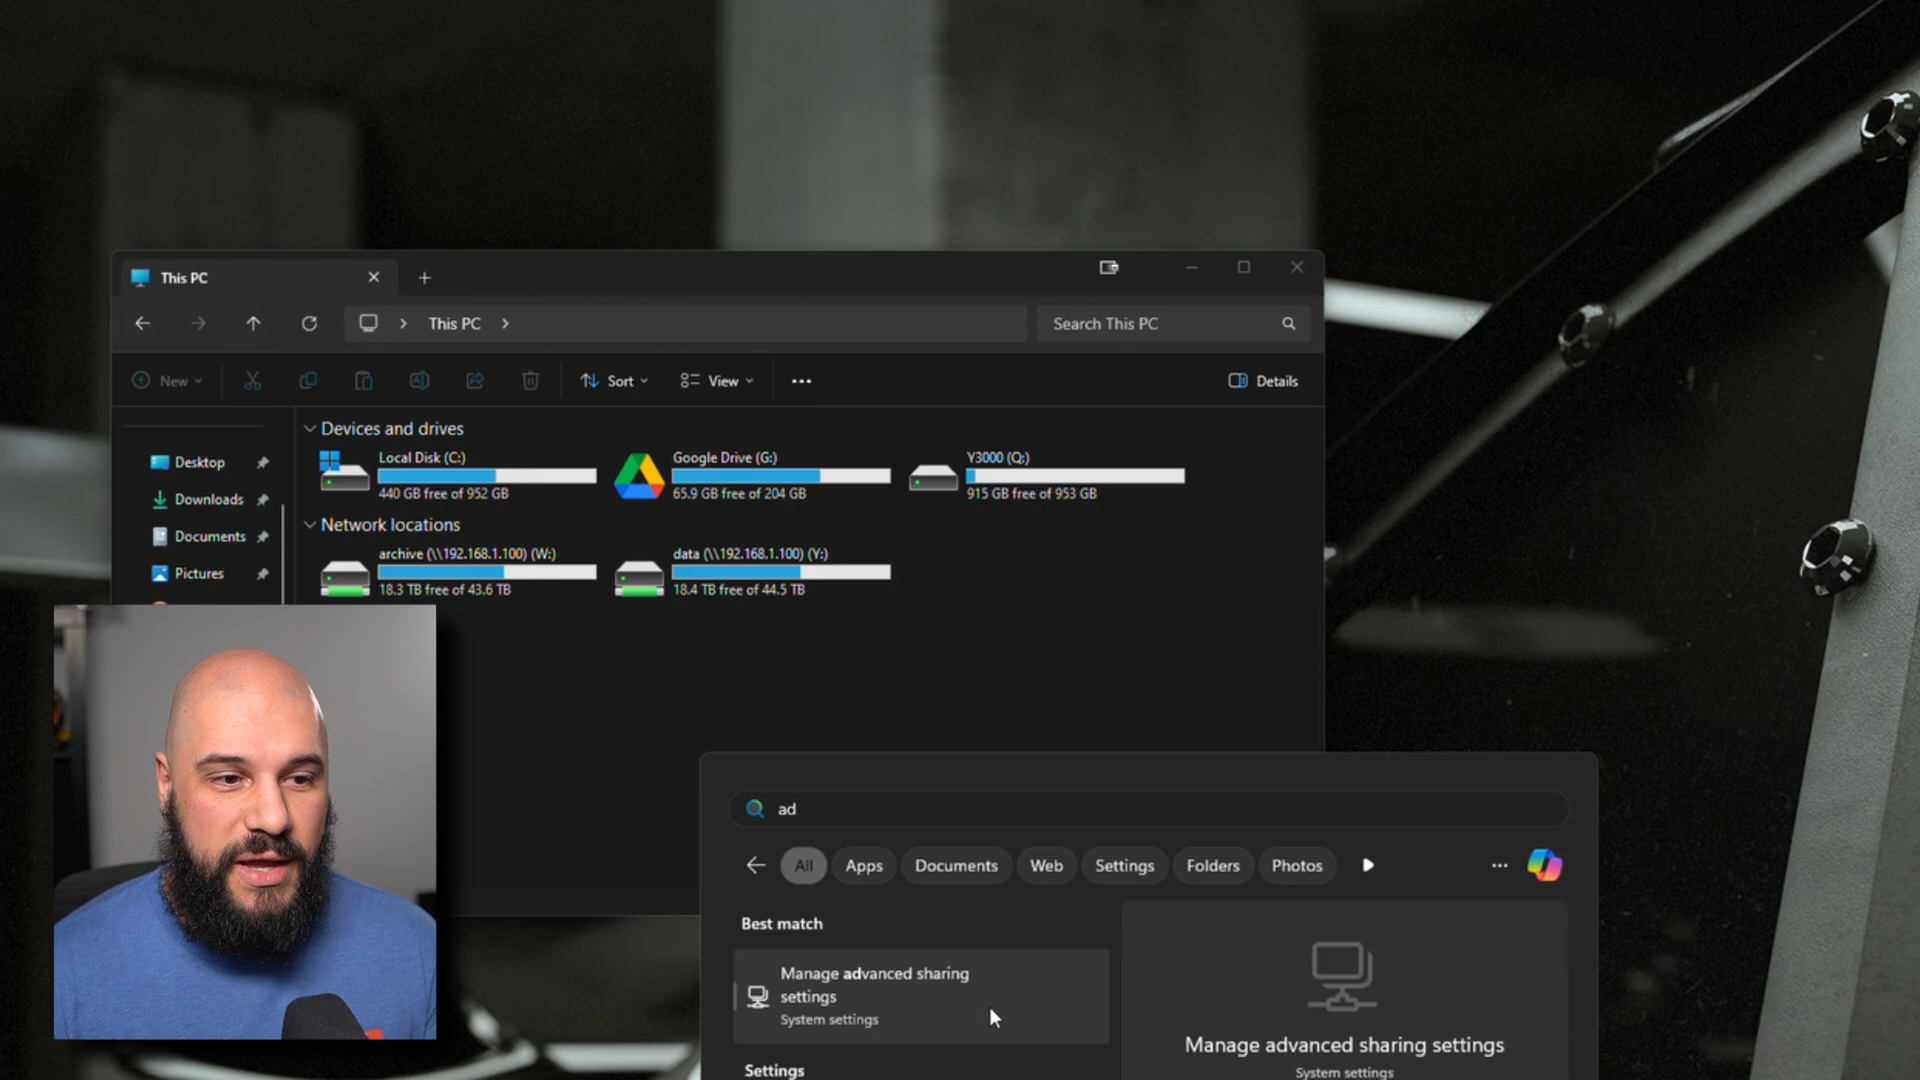 This PC
This PC
Search This PC
New
Sort
View
Details
Desktop
Downloads
Documents
Pictures
Devices and drives
Local Disk (C:)
440 GB free of 952 GB
Google Drive (G:)
65.9 GB free of 204 GB
Y3000 (Q:)
915 GB free of 953 GB
Network locations
archive (\\192.168.1.100) (W:)
18.3 TB free of 43.6 TB
data (\\192.168.1.100) (Y:)
18.4 TB free of 44.5 TB
ad
All
Apps
Documents
Web
Settings
Folders
Photos
Best match
Manage advanced sharing
settings
System settings
Settings
Manage advanced sharing settings
System settings